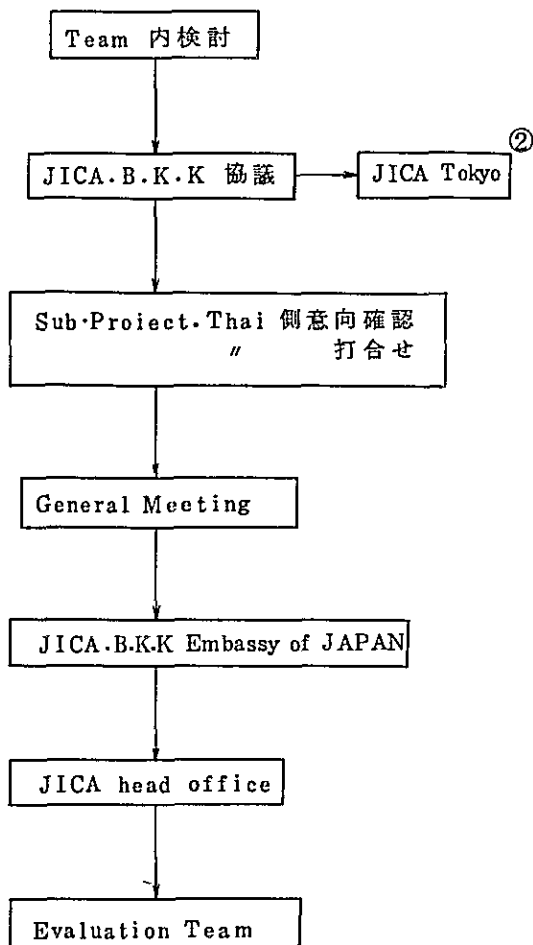 Team 内検討
②
JICA.B.K.K 協議
JICA Tokyo
Sub·Proiect.Thai 側意向確認
〃 打合せ
General Meeting
JICA.B.K.K Embassy of JAPAN
JICA head office
Evaluation Team